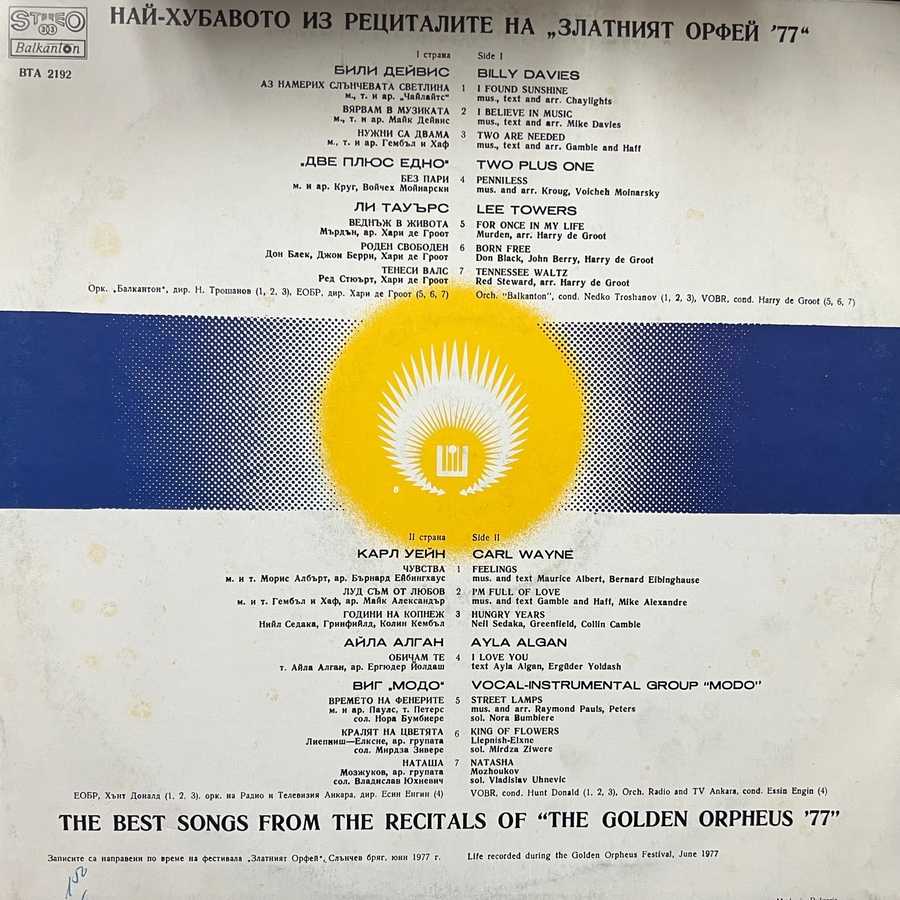 STEREO
33
Balkanton
ВТА 2192
НАЙ-ХУБАВОТО ИЗ РЕЦИТАЛИТЕ НА „ЗЛАТНИЯТ ОРФЕЙ '77“
I страна Side I
БИЛИ ДЕЙВИС BILLY DAVIES
АЗ НАМЕРИХ СЛЪНЧЕВАТА СВЕТЛИНА 1 I FOUND SUNSHINE
м., т. и ар. „Чайлайтс“ mus., text and arr. Chaylights
ВЯРВАМ В МУЗИКАТА 2 I BELIEVE IN MUSIC
м., т. и ар. Майк Дейвис mus., text and arr. Mike Davies
НУЖНИ СА ДВАМА 3 TWO ARE NEEDED
м., т. и ар. Гембъл и Хаф mus., text and arr. Gamble and Haff
„ДВЕ ПЛЮС ЕДНО“ TWO PLUS ONE
БЕЗ ПАРИ 4 PENNILESS
м. и ар. Круг, Войчех Мойнарски mus. and arr. Kroug, Voicheh Moinarsky
ЛИ ТАУЪРС LEE TOWERS
ВЕДНЪЖ В ЖИВОТА 5 FOR ONCE IN MY LIFE
Мърдън, ар. Хари де Гроот Murden, arr. Harry de Groot
РОДЕН СВОБОДЕН 6 BORN FREE
Дон Блек, Джон Бери, Хари де Гроот Don Black, John Berry, Harry de Groot
ТЕНЕСИ ВАЛС 7 TENNESSEE WALTZ
Ред Стюърт, Хари де Гроот Red Steward, arr. Harry de Groot
Орк. „Балкантон“, дир. Н. Трошанов (1, 2, 3), ЕОБР, дир. Хари де Гроот (5, 6, 7) Orch. “Balkanton”, cond. Nedko Troshanov (1, 2, 3), VOBR, cond. Harry de Groot (5, 6, 7)
II страна Side II
КАРЛ УЕЙН CARL WAYNE
ЧУВСТВА 1 FEELINGS
м. и т. Морис Албърт, ар. Бърнард Ейбингхаус mus. and text Maurice Albert, Bernard Eibinghause
ЛУД СЪМ ОТ ЛЮБОВ 2 I'M FULL OF LOVE
м. и т. Гембъл и Хаф, ар. Майк Александър mus. and text Gamble and Haff, Mike Alexandre
ГОДИНИ НА КОПНЕЖ 3 HUNGRY YEARS
Нийл Седака, Гринфийлд, Колин Кембъл Neil Sedaka, Greenfield, Collin Camble
АЙЛА АЛГАН AYLA ALGAN
ОБИЧАМ ТЕ 4 I LOVE YOU
т. Айла Алган, ар. Ергюдер Йолдаш text Ayla Algan, Ergüder Yoldash
ВИГ „МОДО“ VOCAL-INSTRUMENTAL GROUP “MODO”
ВРЕМЕТО НА ФЕНЕРИТЕ 5 STREET LAMPS
м. и ар. Паулс, т. Петерс mus. and arr. Raymond Pauls, Peters
сол. Нора Бумбиере sol. Nora Bumbiere
КРАЛЯТ НА ЦВЕТЯТА 6 KING OF FLOWERS
Лиепниш—Елксне, ар. групата Liepnish-Elxne
сол. Мирдза Зивере sol. Mirdza Ziwere
НАТАША 7 NATASHA
Мозжуков, ар. групата Mozhoukov
сол. Владислав Юхневич sol. Vladislav Uhnevic
ЕОБР, Хънт Доналд (1, 2, 3), орк. на Радио и Телевизия Анкара, дир. Есин Енгин (4) VOBR, cond. Hunt Donald (1, 2, 3), Orch. Radio and TV Ankara, cond. Essin Engin (4)
THE BEST SONGS FROM THE RECITALS OF “THE GOLDEN ORPHEUS '77”
Записите са направени по време на фестивала „Златният Орфей“, Слънчев бряг, юни 1977 г. Life recorded during the Golden Orpheus Festival, June 1977